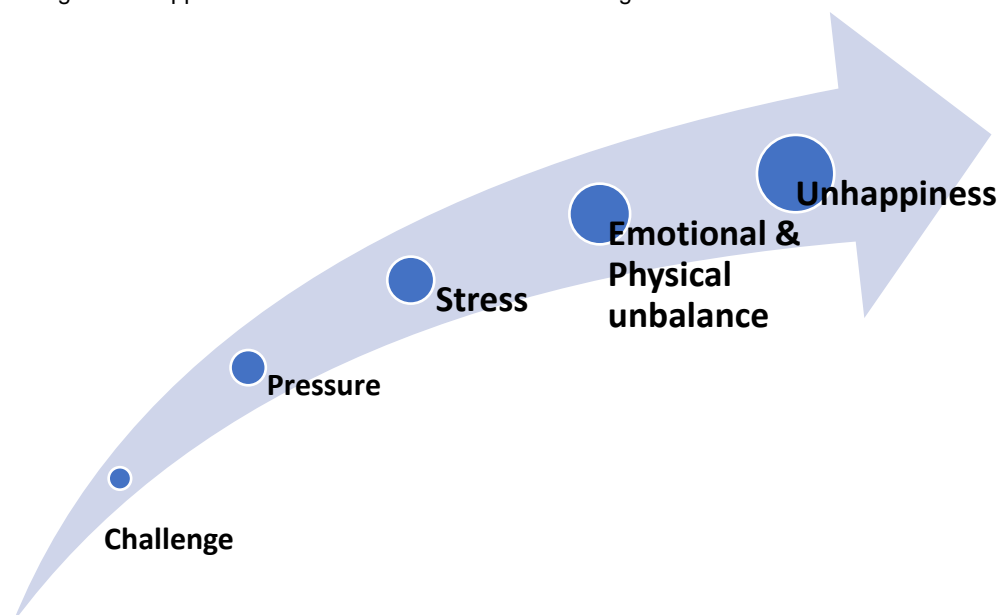 Unhappiness
Emotional &
Physical
unbalance
Stress
Pressure
Challenge